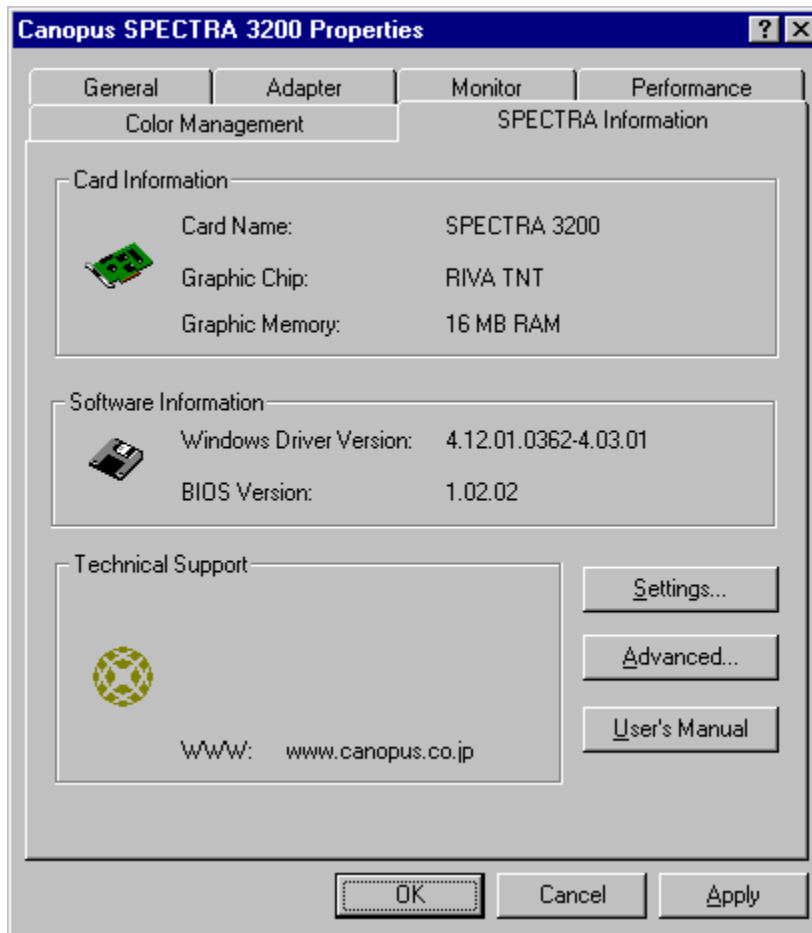 Canopus SPECTRA 3200 Properties
General Adapter Monitor Performance
Color Management SPECTRA Information
Card Information
Card Name: SPECTRA 3200
Graphic Chip: RIVA TNT
Graphic Memory: 16 MB RAM
Software Information
Windows Driver Version: 4.12.01.0362-4.03.01
BIOS Version: 1.02.02
Technical Support
Settings...
Advanced...
User's Manual
WWW: www.canopus.co.jp
OK Cancel Apply